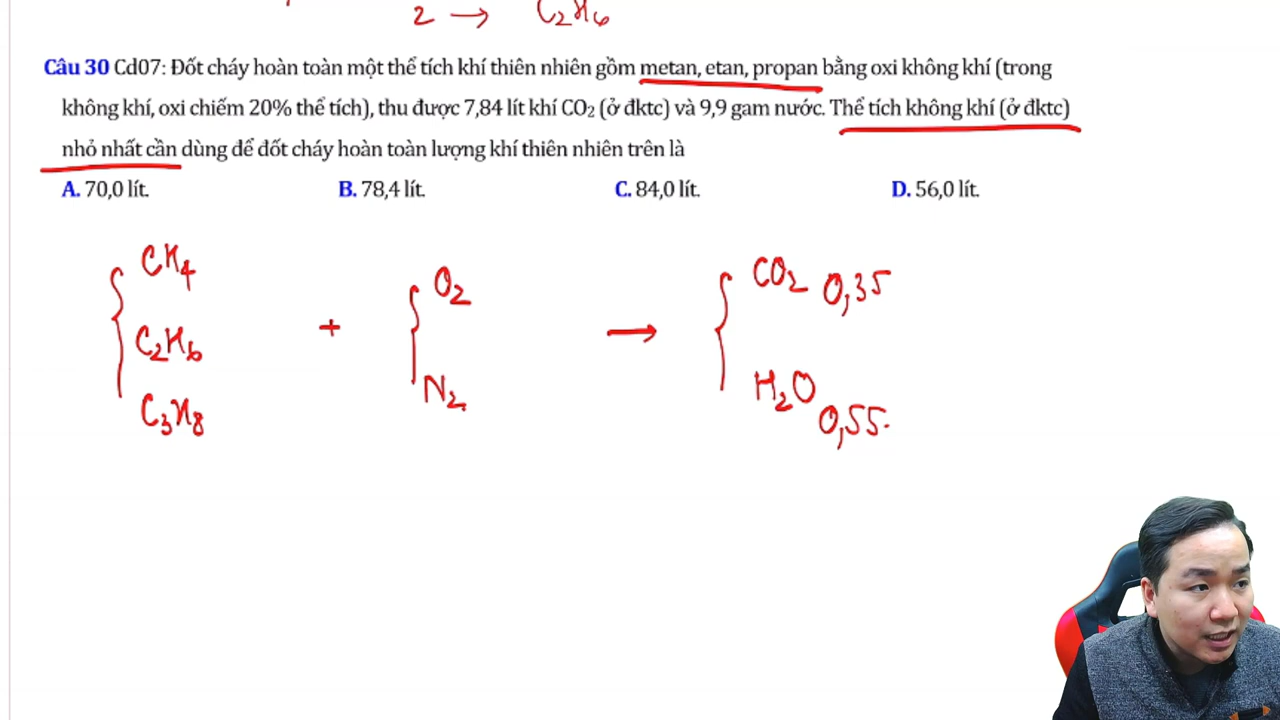 2 → C2H6
Câu 30 Cd07: Đốt cháy hoàn toàn một thể tích khí thiên nhiên gồm metan, etan, propan bằng oxi không khí (trong
không khí, oxi chiếm 20% thể tích), thu được 7,84 lít khí CO₂ (ở đktc) và 9,9 gam nước. Thể tích không khí (ở đktc)
nhỏ nhất cần dùng để đốt cháy hoàn toàn lượng khí thiên nhiên trên là
A. 70,0 lít. B. 78,4 lít. C. 84,0 lít. D. 56,0 lít.
CH4
O2
CO2 0,35
+ →
C2H6
N2
H2O
C3H8
0,55.